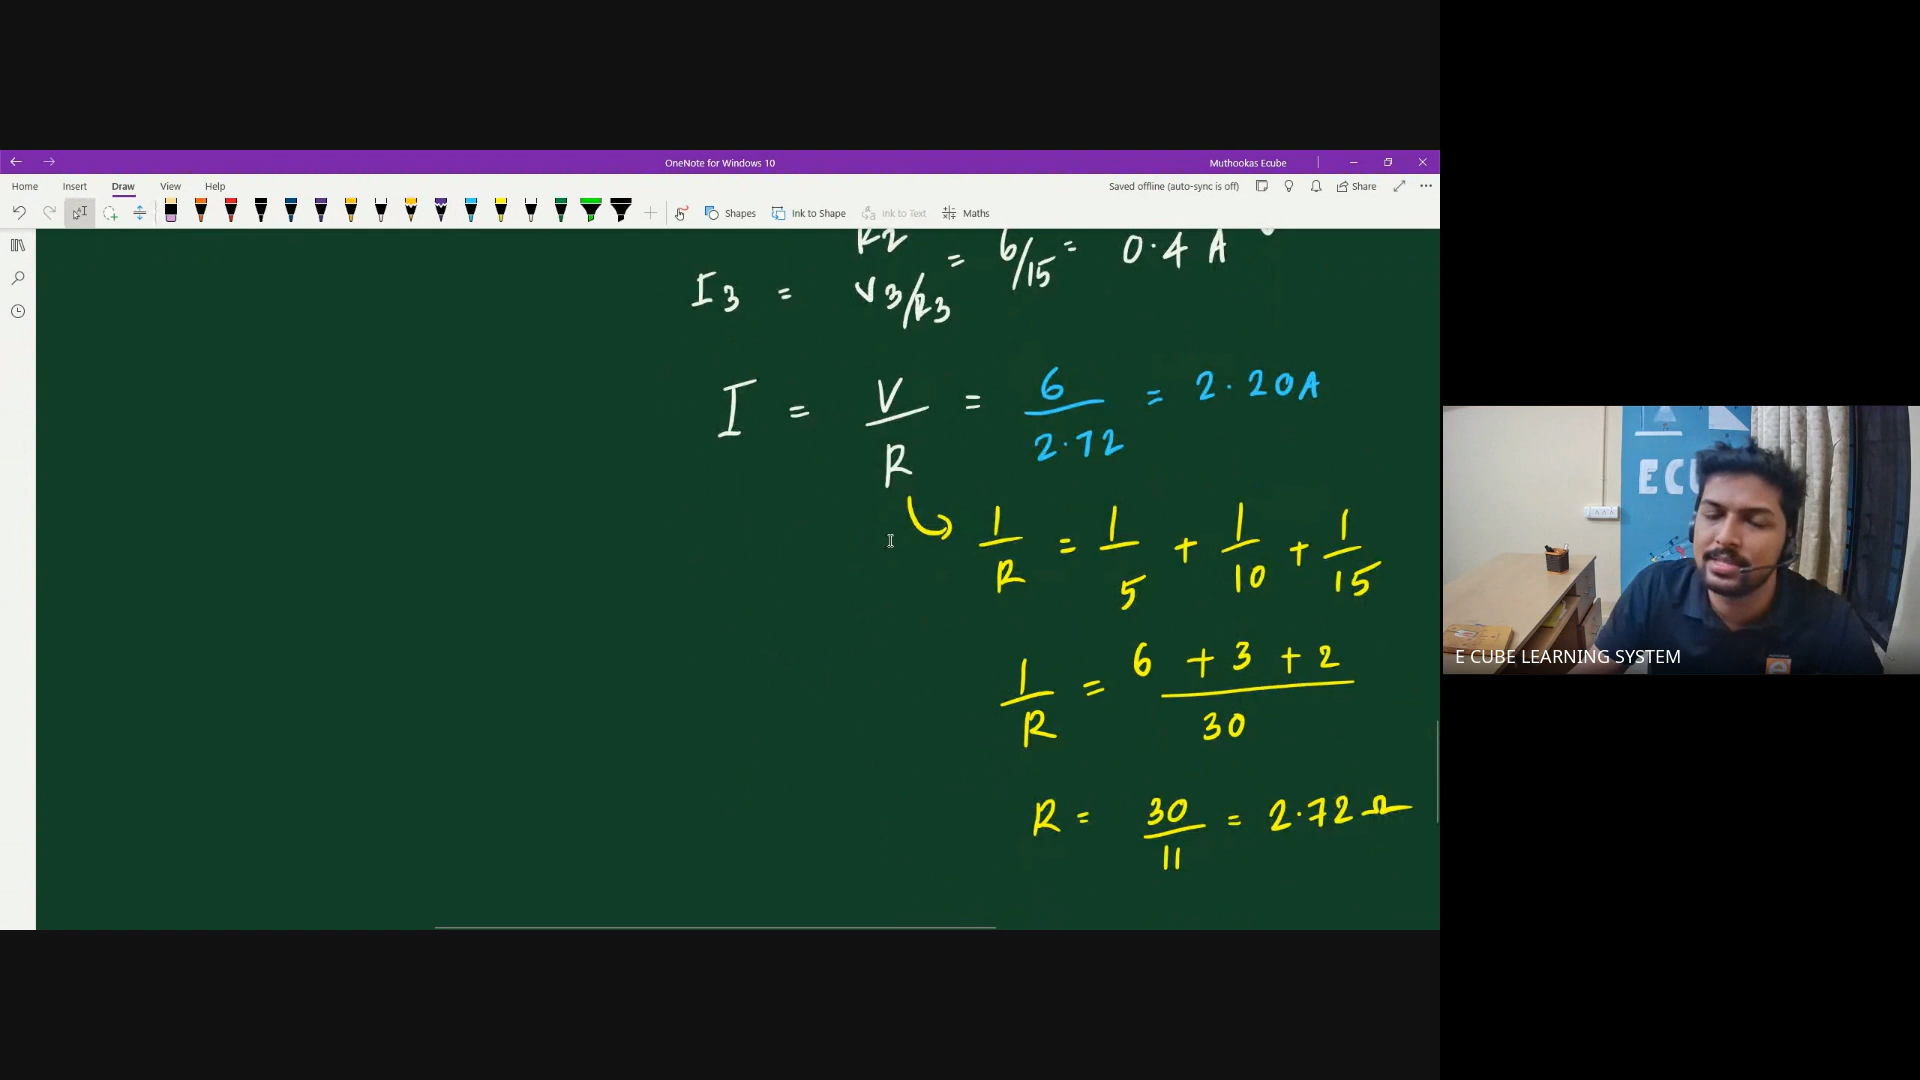 OneNote for Windows 10
Muthookas Ecube
Home Insert Draw View Help
Saved offline (auto-sync is off)
Share
Shapes
Ink to Shape
Ink to Text
Maths
R2
I3 = V3/R3 = 6/15 = 0.4 A
I = V/R = 6/2.72 = 2.20A
1/R = 1/5 + 1/10 + 1/15
1/R = 6 + 3 + 2 / 30
R = 30/11 = 2.72 Ω
ECU
E CUBE LEARNING SYSTEM